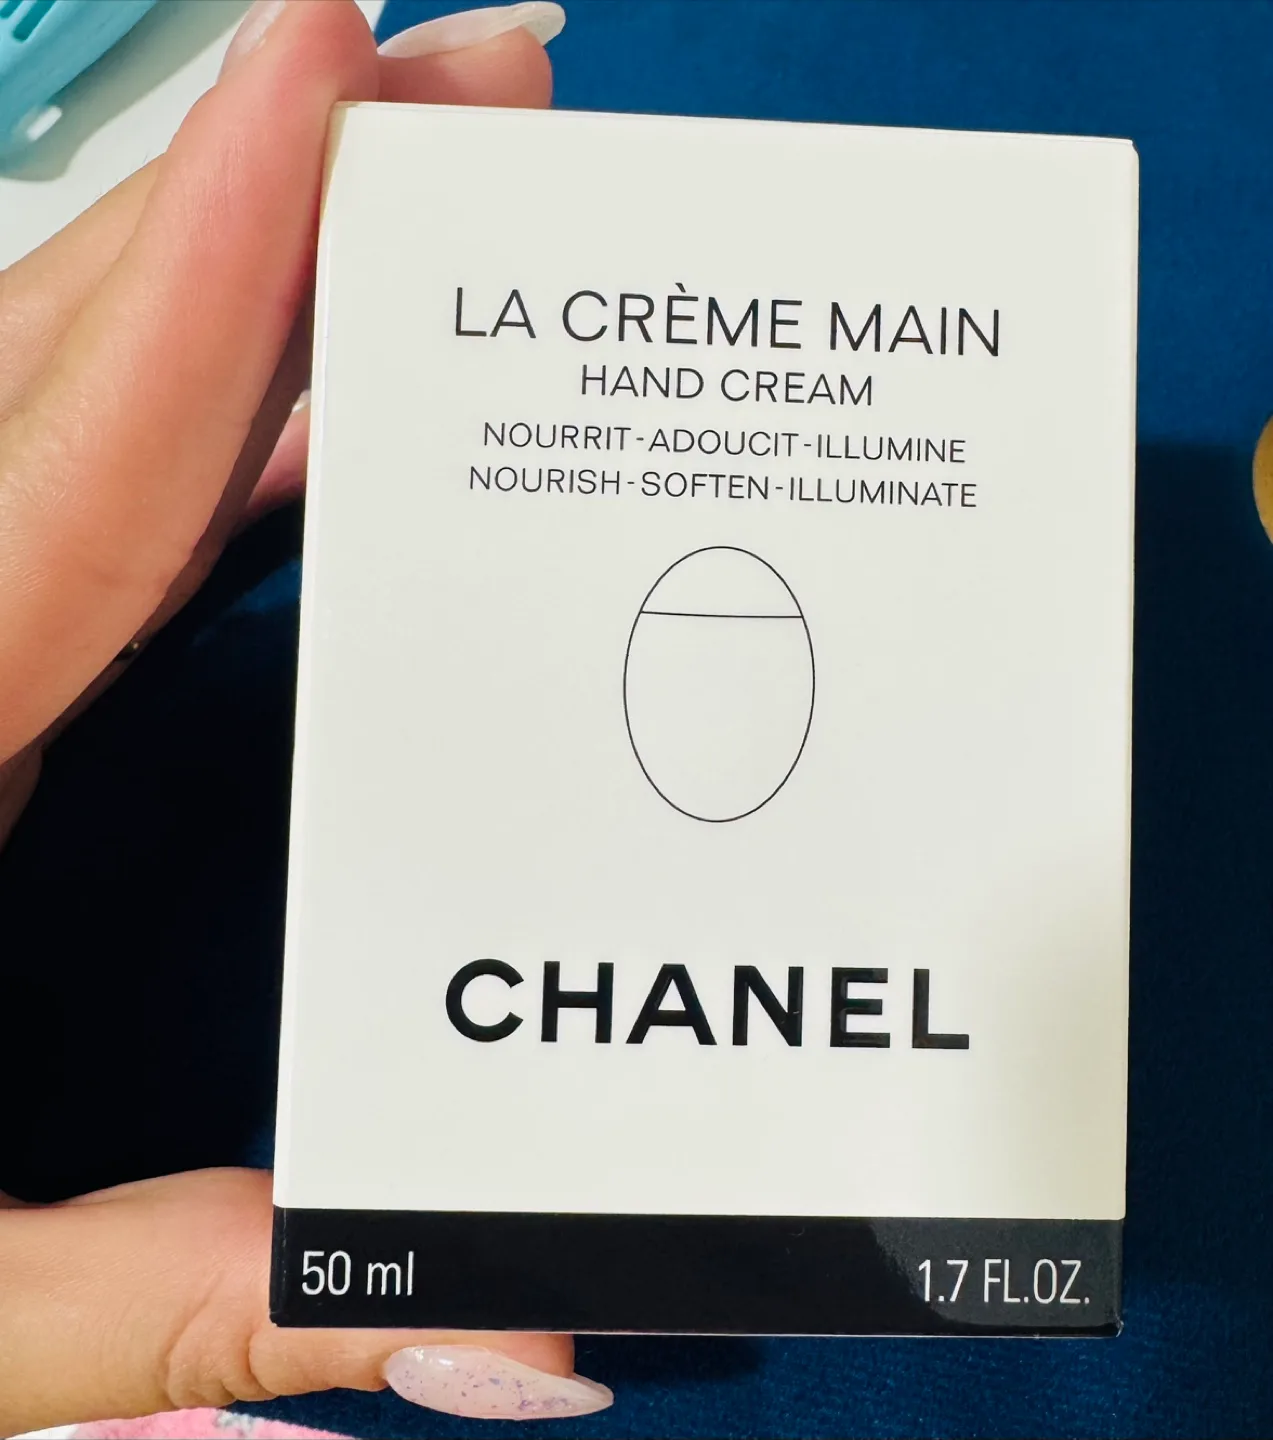 LA CRÈME MAIN
HAND CREAM
NOURRIT-ADOUCIT-ILLUMINE
NOURISH-SOFTEN-ILLUMINATE
CHANEL
50 ml 1.7 FL.OZ.